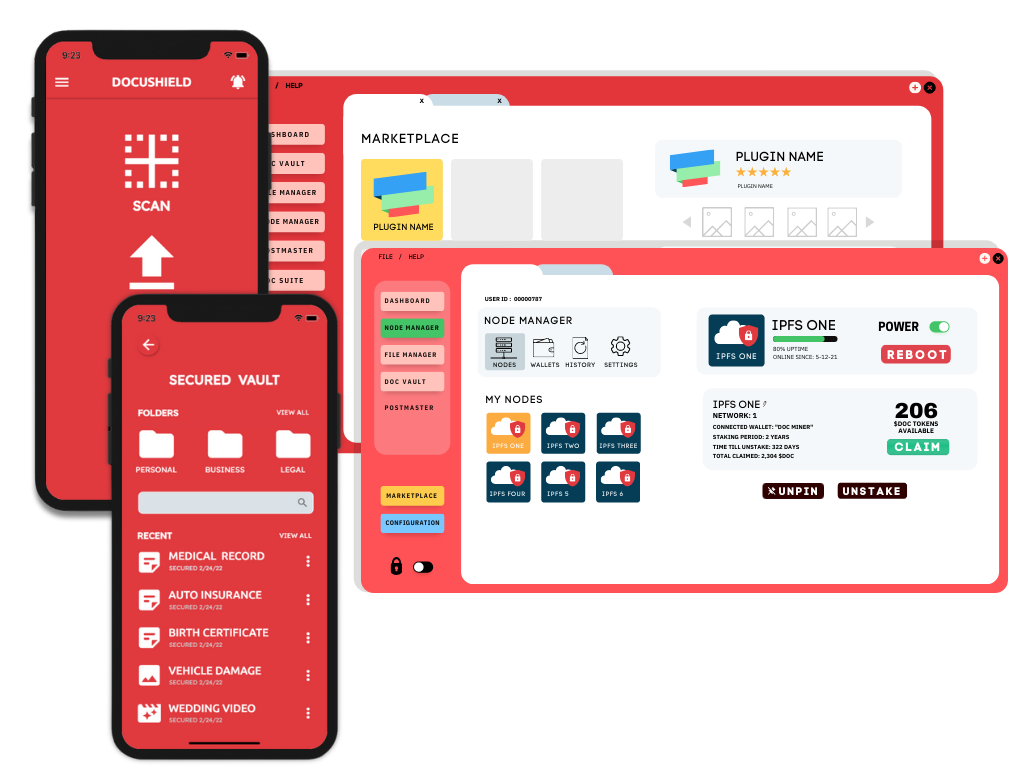 9:23
DOCUSHIELD
SCAN
/ HELP
X
X
SHBOARD
C VAULT
LE MANAGER
DE MANAGER
OSTMASTER
C SUITE
MARKETPLACE
PLUGIN NAME
PLUGIN NAME
PLUGIN NAME
9:23
SECURED VAULT
FOLDERS
VIEW ALL
PERSONAL
BUSINESS
LEGAL
RECENT
VIEW ALL
MEDICAL RECORD
SECURED 2/24/22
AUTO INSURANCE
SECURED 2/24/22
BIRTH CERTIFICATE
SECURED 2/24/22
VEHICLE DAMAGE
SECURED 2/24/22
WEDDING VIDEO
SECURED 2/24/22
FILE / HELP
DASHBOARD
NODE MANAGER
FILE MANAGER
DOC VAULT
POSTMASTER
MARKETPLACE
CONFIGURATION
USER ID : 00000787
NODE MANAGER
NODES
WALLETS
HISTORY
SETTINGS
MY NODES
IPFS ONE
IPFS TWO
IPFS THREE
IPFS FOUR
IPFS 5
IPFS 6
IPFS ONE
IPFS ONE
80% UPTIME
ONLINE SINCE: 5-12-21
POWER
REBOOT
IPFS ONE
NETWORK: 1
CONNECTED WALLET: "DOC MINER"
STAKING PERIOD: 2 YEARS
TIME TILL UNSTAKE: 322 DAYS
TOTAL CLAIMED: 2,304 $DOC
206
$DOC TOKENS
AVAILABLE
CLAIM
UNPIN
UNSTAKE